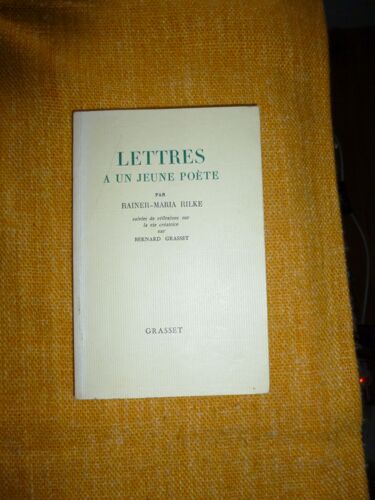 LETTRES
A UN JEUNE POÈTE
PAR
RAINER-MARIA RILKE
suivies de réflexions sur
la vie créatrice
par
BERNARD GRASSET
GRASSET